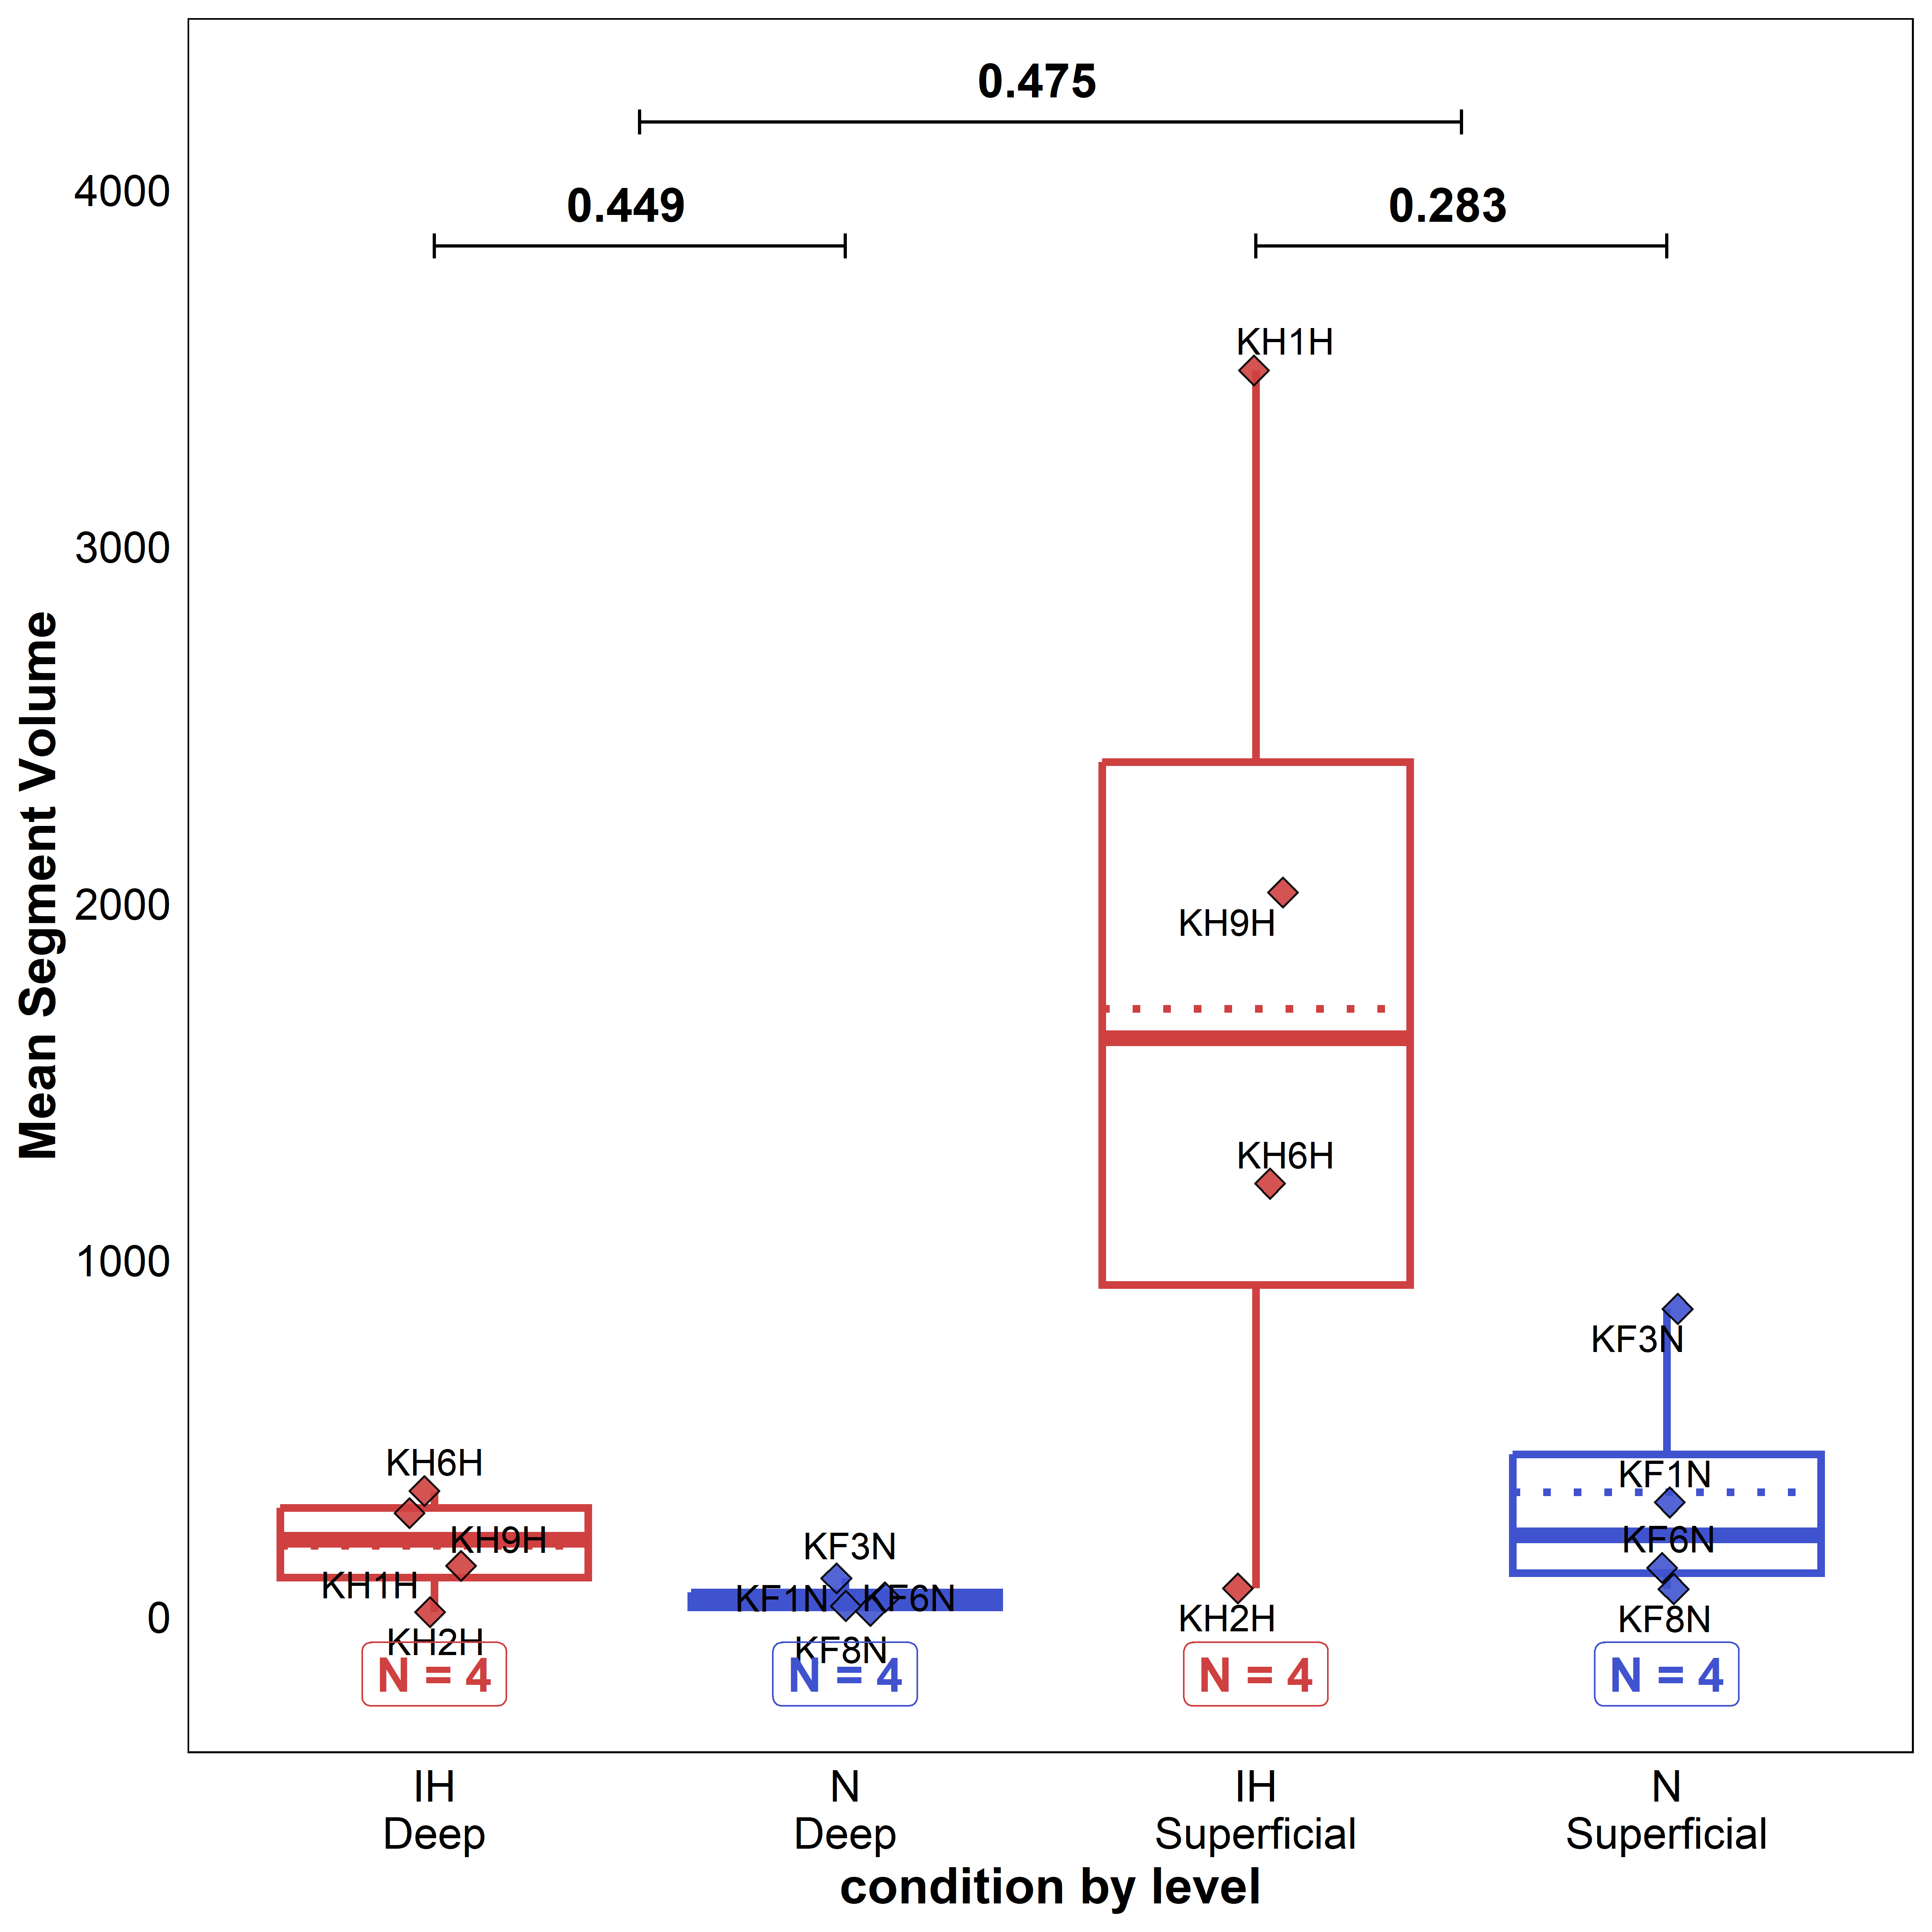 0.475
0.449
0.283
4000
3000
2000
1000
0
Mean Segment Volume
KH1H
KH9H
KH6H
KH2H
KF3N
KF1N
KF6N
KF8N
KH6H
KH9H
KH1H
KH2H
KF3N
KF1N
KF6N
KF8N
N = 4
N = 4
N = 4
N = 4
IH
Deep
N
Deep
IH
Superficial
N
Superficial
condition by level